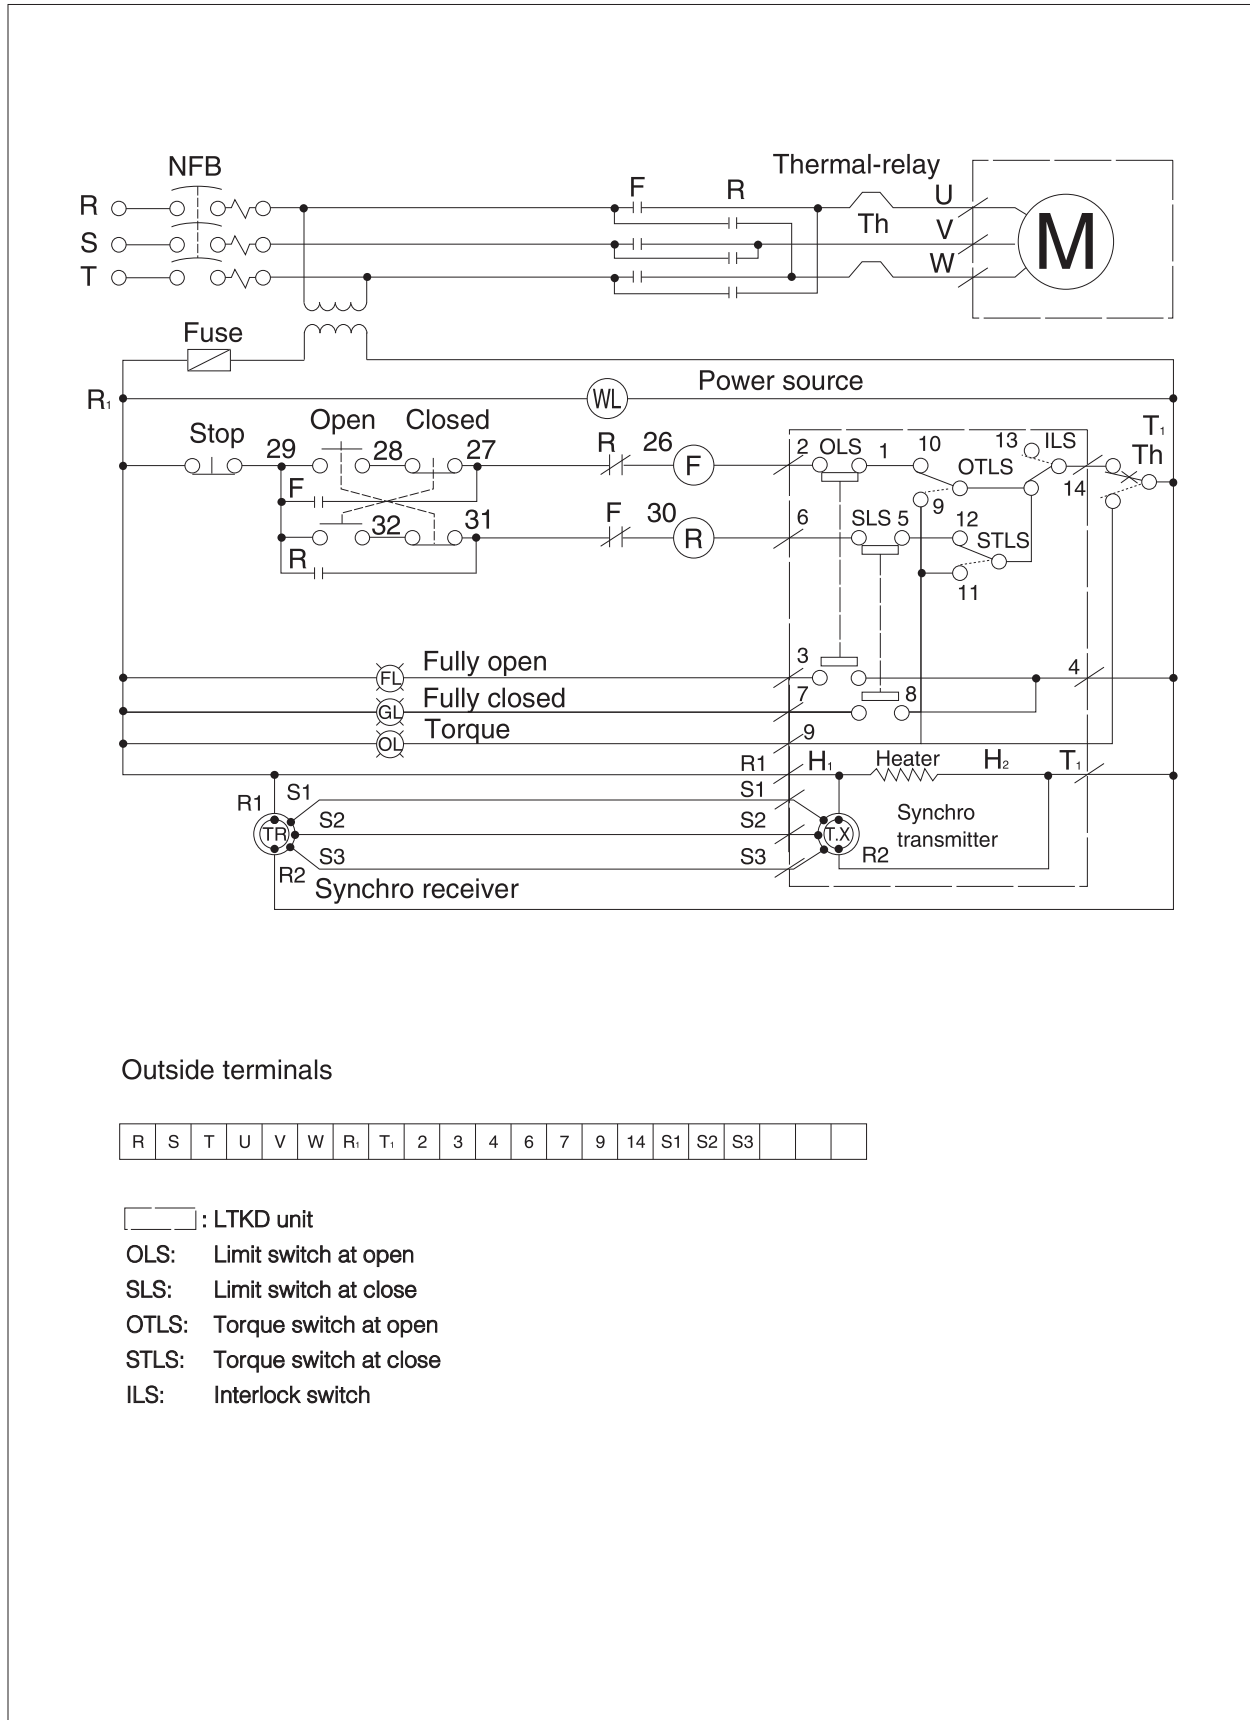 NFB
Thermal-relay
F R
R
U
Th
S
V
T
W
M
Fuse
R₁
WL
Power source
Stop
29
Open
28
Closed
27
R
26
F
2
OLS
1
10
OTLS
13
ILS
14
T₁
Th
F
9
32
31
F
30
R
6
SLS
5
12
STLS
11
R
FL
Fully open
3
4
GL
Fully closed
7
8
OL
Torque
9
R1
H₁
Heater
H₂
T₁
R1
S1
S1
TR
S2
S2
T.X
Synchro
transmitter
R2
S3
S3
R2
Synchro receiver
Outside terminals
R S T U V W R₁ T₁ 2 3 4 6 7 9 14 S1 S2 S3
: LTKD unit
OLS: Limit switch at open
SLS: Limit switch at close
OTLS: Torque switch at open
STLS: Torque switch at close
ILS: Interlock switch